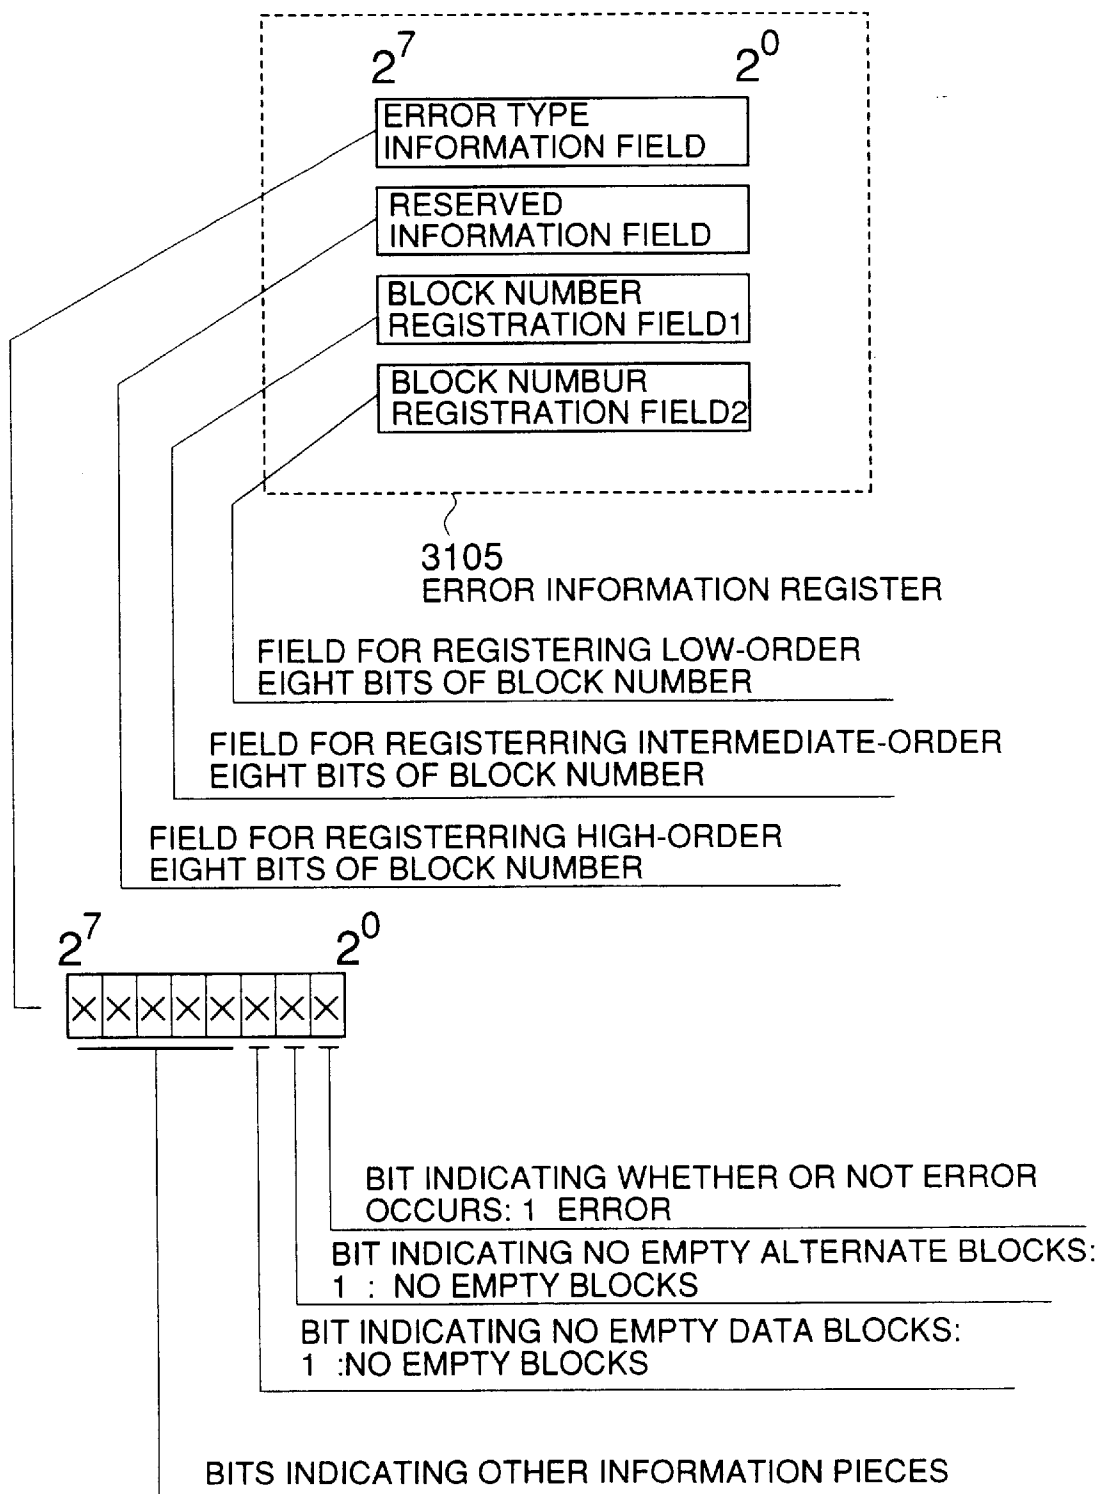 2^7 2^0
ERROR TYPE
INFORMATION FIELD
RESERVED
INFORMATION FIELD
BLOCK NUMBER
REGISTRATION FIELD1
BLOCK NUMBUR
REGISTRATION FIELD2
3105
ERROR INFORMATION REGISTER
FIELD FOR REGISTERING LOW-ORDER
EIGHT BITS OF BLOCK NUMBER
FIELD FOR REGISTERRING INTERMEDIATE-ORDER
EIGHT BITS OF BLOCK NUMBER
FIELD FOR REGISTERRING HIGH-ORDER
EIGHT BITS OF BLOCK NUMBER
2^7 2^0
X X X X X X X X
BIT INDICATING WHETHER OR NOT ERROR
OCCURS: 1 ERROR
BIT INDICATING NO EMPTY ALTERNATE BLOCKS:
1 : NO EMPTY BLOCKS
BIT INDICATING NO EMPTY DATA BLOCKS:
1 :NO EMPTY BLOCKS
BITS INDICATING OTHER INFORMATION PIECES